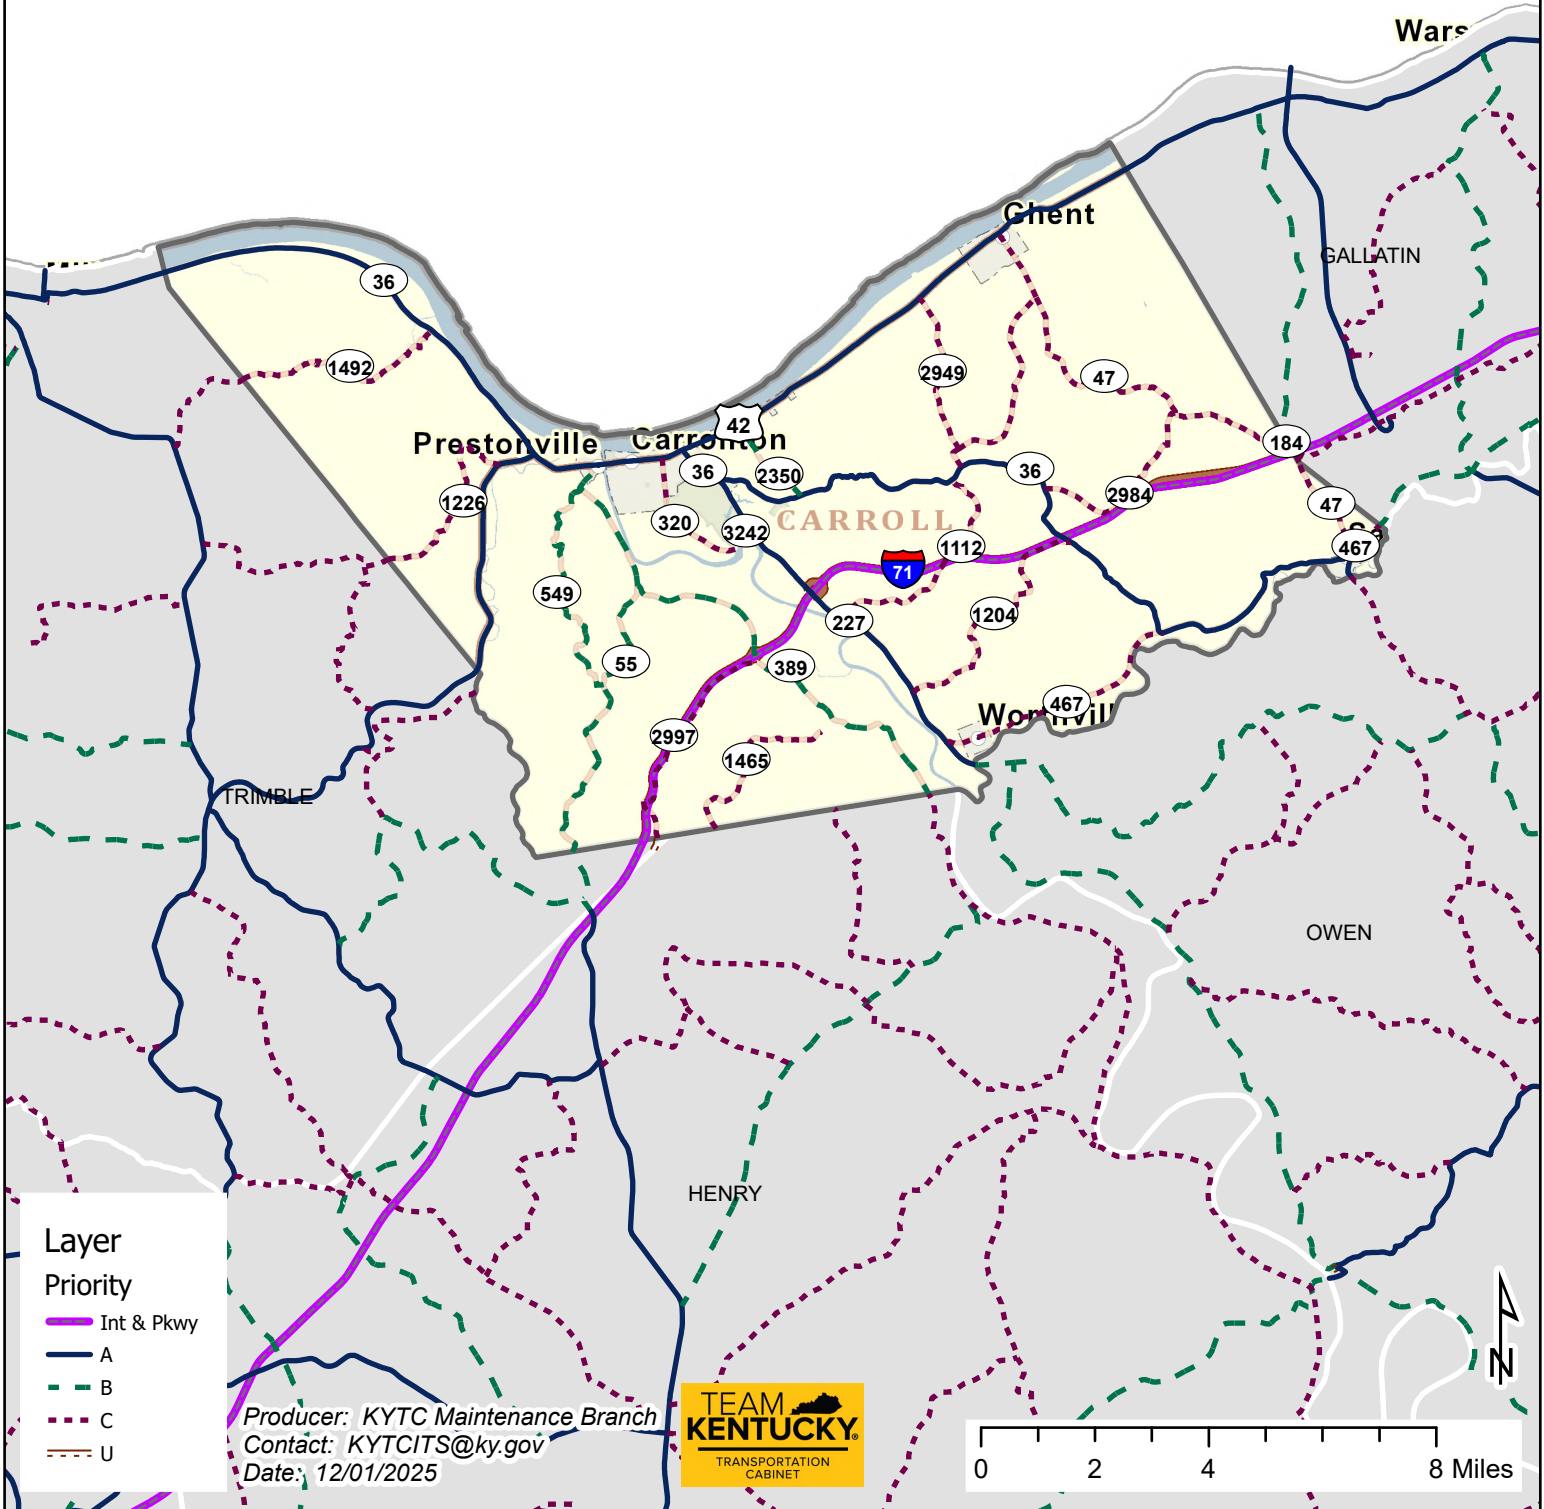 Ghent
GALLATIN
36
1492
2949
47
42
Prestonville
184
36
2350
36
1226
2984
47
320
3242
CARROLL
467
1112
71
549
1204
227
55
389
467
2997
1465
TRIMBLE
OWEN
HENRY
Layer
Priority
Int & Pkwy
A
B
C
U
Producer: KYTC Maintenance Branch
Contact: KYTCITS@ky.gov
Date: 12/01/2025
TEAM
KENTUCKY
TRANSPORTATION
CABINET
N
0 2 4 8 Miles